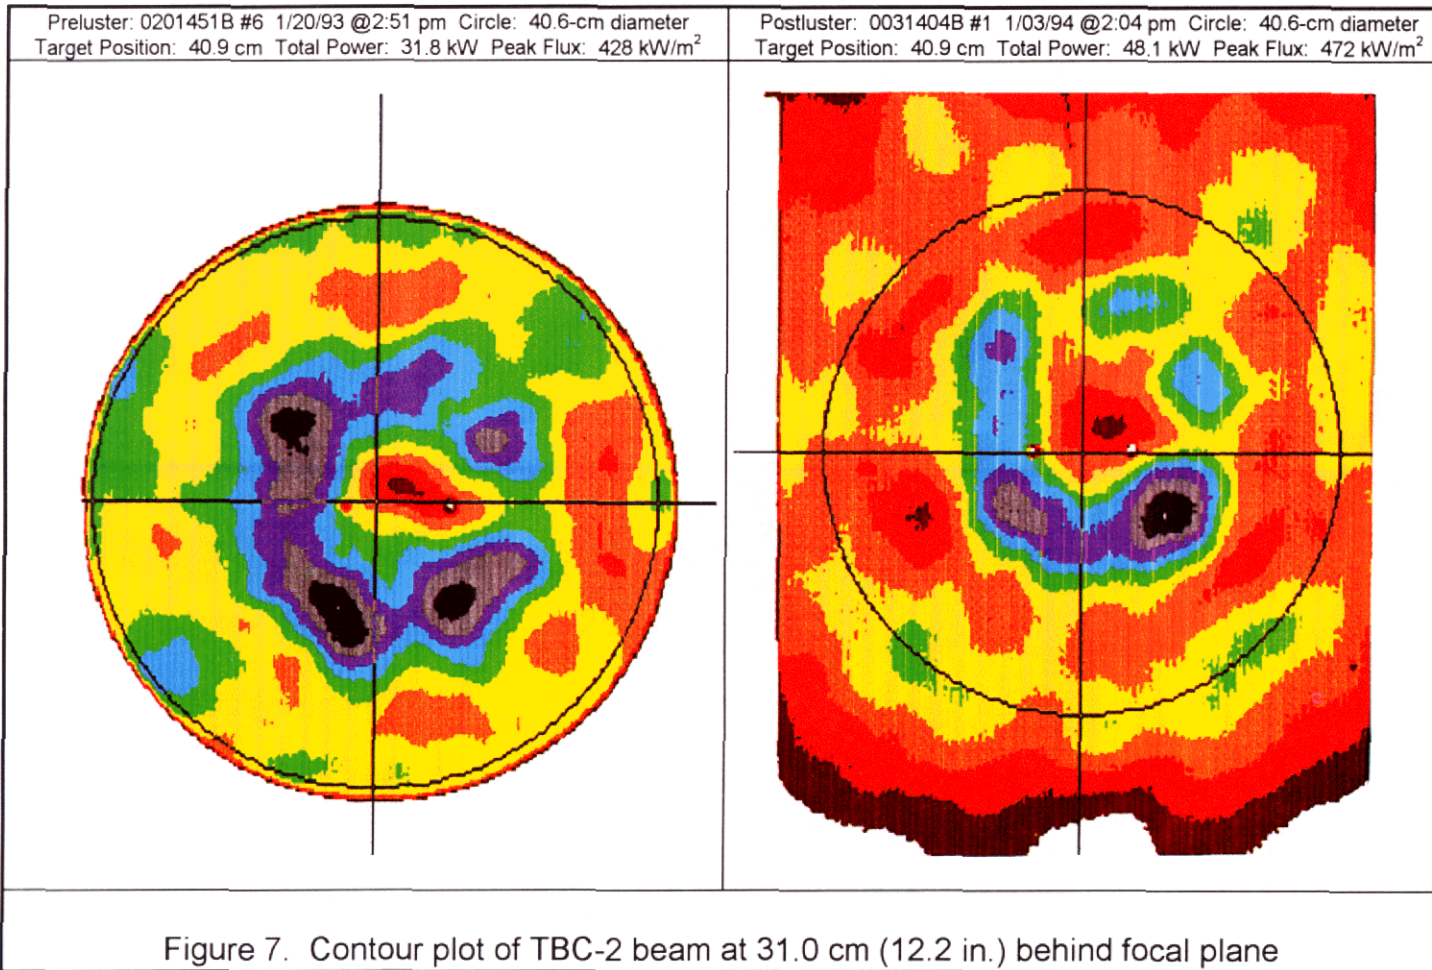 Preluster: 0201451B #6 1/20/93 @2:51 pm Circle: 40.6-cm diameter
Target Position: 40.9 cm Total Power: 31.8 kW Peak Flux: 428 kW/m²
Postluster: 0031404B #1 1/03/94 @2:04 pm Circle: 40.6-cm diameter
Target Position: 40.9 cm Total Power: 48.1 kW Peak Flux: 472 kW/m²
Figure 7. Contour plot of TBC-2 beam at 31.0 cm (12.2 in.) behind focal plane